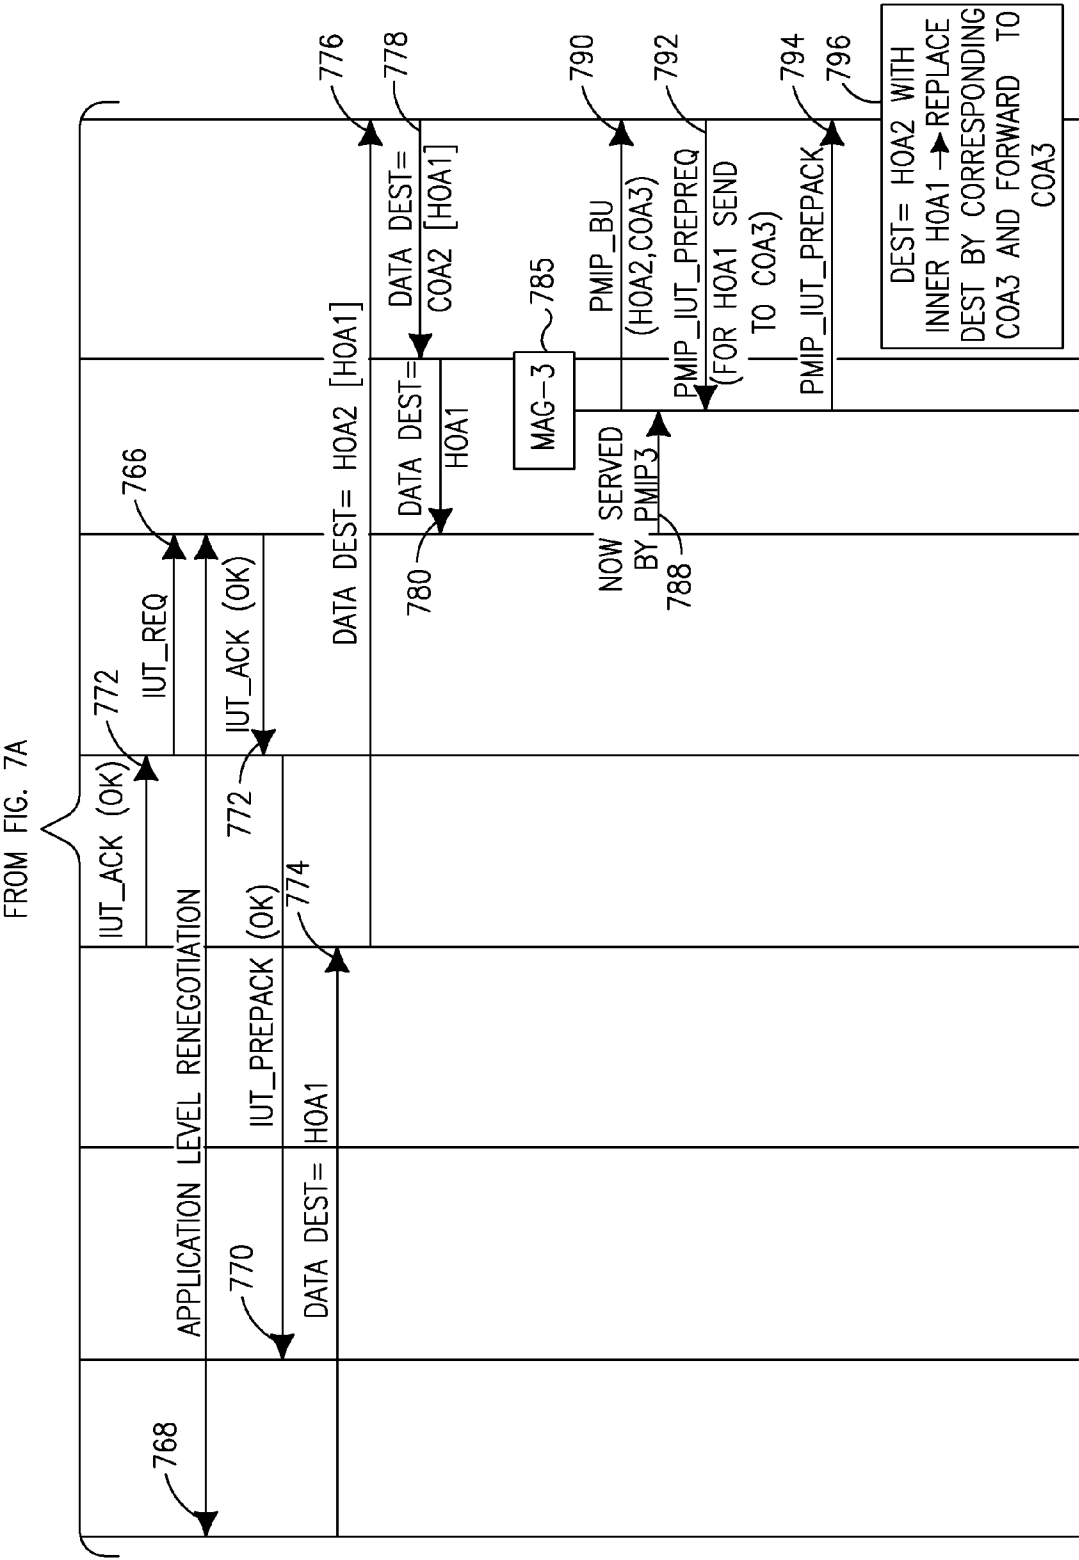 FROM FIG. 7A
IUT_ACK (OK)
772
IUT_REQ
766
768
APPLICATION LEVEL RENEGOTIATION
IUT_ACK (OK)
772
770
IUT_PREPACK (OK)
774
DATA DEST= HOA1
DATA DEST= HOA2 [HOA1]
776
DATA DEST=
COA2 [HOA1]
778
DATA DEST=
HOA1
780
MAG-3
785
NOW SERVED
BY PMIP3
788
PMIP_BU
(HOA2,COA3)
790
PMIP_IUT_PREPREQ
(FOR HOA1 SEND
TO COA3)
792
PMIP_IUT_PREPACK
794
796
DEST= HOA2 WITH
INNER HOA1 → REPLACE
DEST BY CORRESPONDING
COA3 AND FORWARD TO
COA3